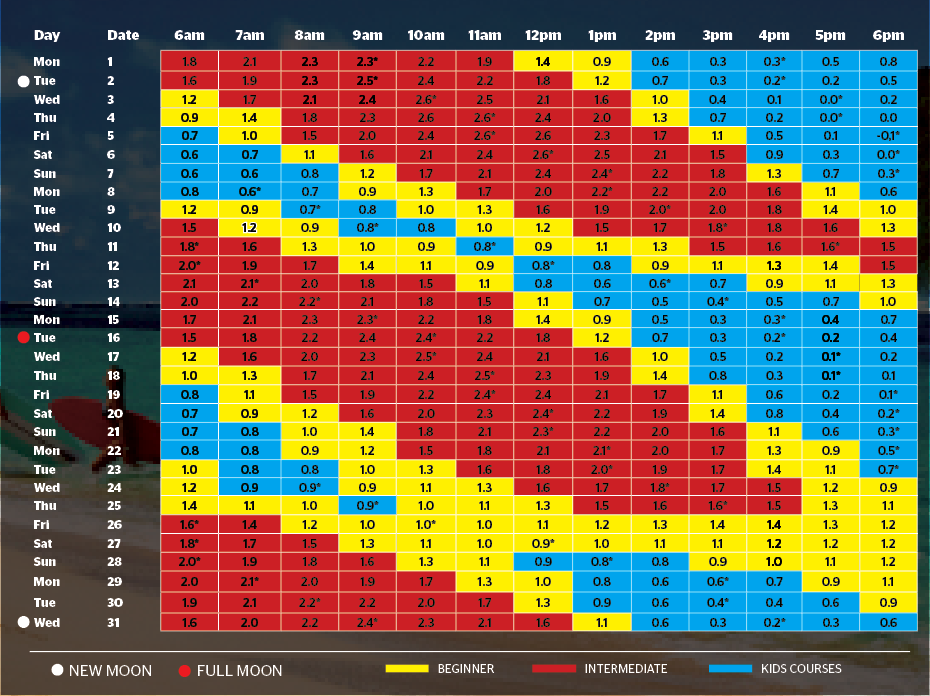 Day Date 6am 7am 8am 9am 10am 11am 12pm 1pm 2pm 3pm 4pm 5pm 6pm
Mon 1 1.8 2.1 2.3 2.3* 2.2 1.9 1.4 0.9 0.6 0.3 0.3* 0.5 0.8
Tue 2 1.6 1.9 2.3 2.5* 2.4 2.2 1.8 1.2 0.7 0.3 0.2* 0.2 0.5
Wed 3 1.2 1.7 2.1 2.4 2.6* 2.5 2.1 1.6 1.0 0.4 0.1 0.0* 0.2
Thu 4 0.9 1.4 1.8 2.3 2.6 2.6* 2.4 2.0 1.3 0.7 0.2 0.0* 0.0
Fri 5 0.7 1.0 1.5 2.0 2.4 2.6* 2.6 2.3 1.7 1.1 0.5 0.1 -0,1*
Sat 6 0.6 0.7 1.1 1.6 2.1 2.4 2.6* 2.5 2.1 1.5 0.9 0.3 0.0*
Sun 7 0.6 0.6 0.8 1.2 1.7 2.1 2.4 2.4* 2.2 1.8 1.3 0.7 0.3*
Mon 8 0.8 0.6* 0.7 0.9 1.3 1.7 2.0 2.2* 2.2 2.0 1.6 1.1 0.6
Tue 9 1.2 0.9 0.7* 0.8 1.0 1.3 1.6 1.9 2.0* 2.0 1.8 1.4 1.0
Wed 10 1.5 1.2 0.9 0.8* 0.8 1.0 1.2 1.5 1.7 1.8* 1.8 1.6 1.3
Thu 11 1.8* 1.6 1.3 1.0 0.9 0.8* 0.9 1.1 1.3 1.5 1.6 1.6* 1.5
Fri 12 2.0* 1.9 1.7 1.4 1.1 0.9 0.8* 0.8 0.9 1.1 1.3 1.4 1.5
Sat 13 2.1 2.1* 2.0 1.8 1.5 1.1 0.8 0.6 0.6* 0.7 0.9 1.1 1.3
Sun 14 2.0 2.2 2.2* 2.1 1.8 1.5 1.1 0.7 0.5 0.4* 0.5 0.7 1.0
Mon 15 1.7 2.1 2.3 2.3* 2.2 1.8 1.4 0.9 0.5 0.3 0.3* 0.4 0.7
Tue 16 1.5 1.8 2.2 2.4 2.4* 2.2 1.8 1.2 0.7 0.3 0.2* 0.2 0.4
Wed 17 1.2 1.6 2.0 2.3 2.5* 2.4 2.1 1.6 1.0 0.5 0.2 0.1* 0.2
Thu 18 1.0 1.3 1.7 2.1 2.4 2.5* 2.3 1.9 1.4 0.8 0.3 0.1* 0.1
Fri 19 0.8 1.1 1.5 1.9 2.2 2.4* 2.4 2.1 1.7 1.1 0.6 0.2 0.1*
Sat 20 0.7 0.9 1.2 1.6 2.0 2.3 2.4* 2.2 1.9 1.4 0.8 0.4 0.2*
Sun 21 0.7 0.8 1.0 1.4 1.8 2.1 2.3* 2.2 2.0 1.6 1.1 0.6 0.3*
Mon 22 0.8 0.8 0.9 1.2 1.5 1.8 2.1 2.1* 2.0 1.7 1.3 0.9 0.5*
Tue 23 1.0 0.8 0.8 1.0 1.3 1.6 1.8 2.0* 1.9 1.7 1.4 1.1 0.7*
Wed 24 1.2 0.9 0.9* 0.9 1.1 1.3 1.6 1.7 1.8* 1.7 1.5 1.2 0.9
Thu 25 1.4 1.1 1.0 0.9* 1.0 1.1 1.3 1.5 1.6 1.6* 1.5 1.3 1.1
Fri 26 1.6* 1.4 1.2 1.0 1.0* 1.0 1.1 1.2 1.3 1.4 1.4 1.3 1.2
Sat 27 1.8* 1.7 1.5 1.3 1.1 1.0 0.9* 1.0 1.1 1.1 1.2 1.2 1.2
Sun 28 2.0* 1.9 1.8 1.6 1.3 1.1 0.9 0.8* 0.8 0.9 1.0 1.1 1.2
Mon 29 2.0 2.1* 2.0 1.9 1.7 1.3 1.0 0.8 0.6 0.6* 0.7 0.9 1.1
Tue 30 1.9 2.1 2.2* 2.2 2.0 1.7 1.3 0.9 0.6 0.4* 0.4 0.6 0.9
Wed 31 1.6 2.0 2.2 2.4* 2.3 2.1 1.6 1.1 0.6 0.3 0.2* 0.3 0.6
NEW MOON FULL MOON BEGINNER INTERMEDIATE KIDS COURSES